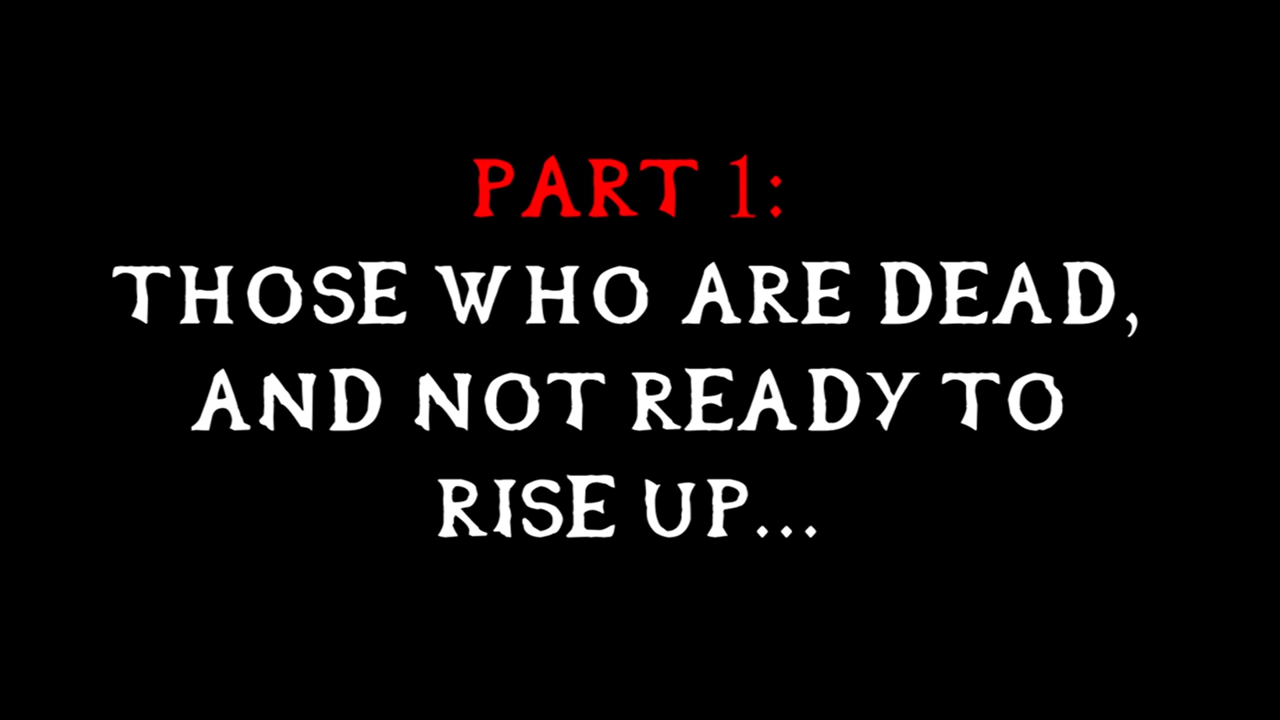 PART 1:
THOSE WHO ARE DEAD,
AND NOT READY TO
RISE UP...